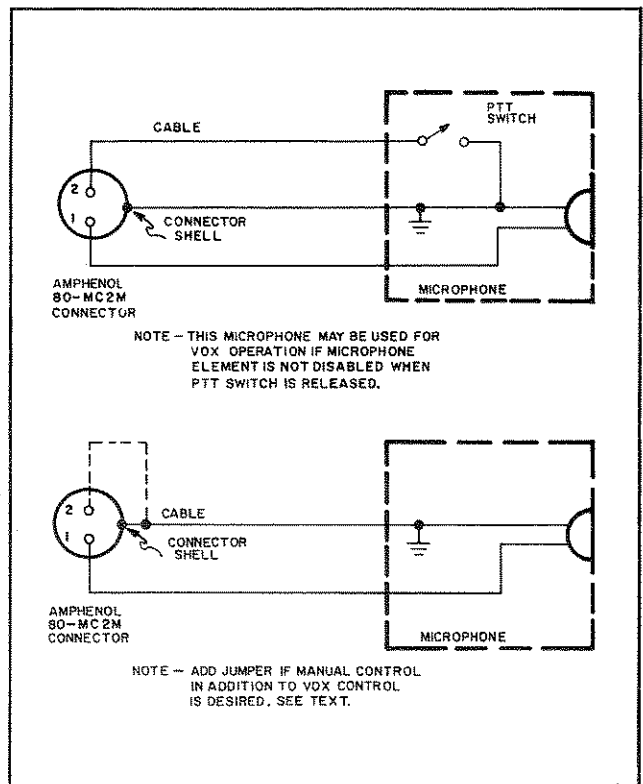 PTT
SWITCH
CABLE
2
1
CONNECTOR
SHELL
AMPHENOL
80-MC2M
CONNECTOR
MICROPHONE
NOTE - THIS MICROPHONE MAY BE USED FOR
VOX OPERATION IF MICROPHONE
ELEMENT IS NOT DISABLED WHEN
PTT SWITCH IS RELEASED.
2
1
CABLE
CONNECTOR
SHELL
AMPHENOL
80-MC2M
CONNECTOR
MICROPHONE
NOTE - ADD JUMPER IF MANUAL CONTROL
IN ADDITION TO VOX CONTROL
IS DESIRED. SEE TEXT.